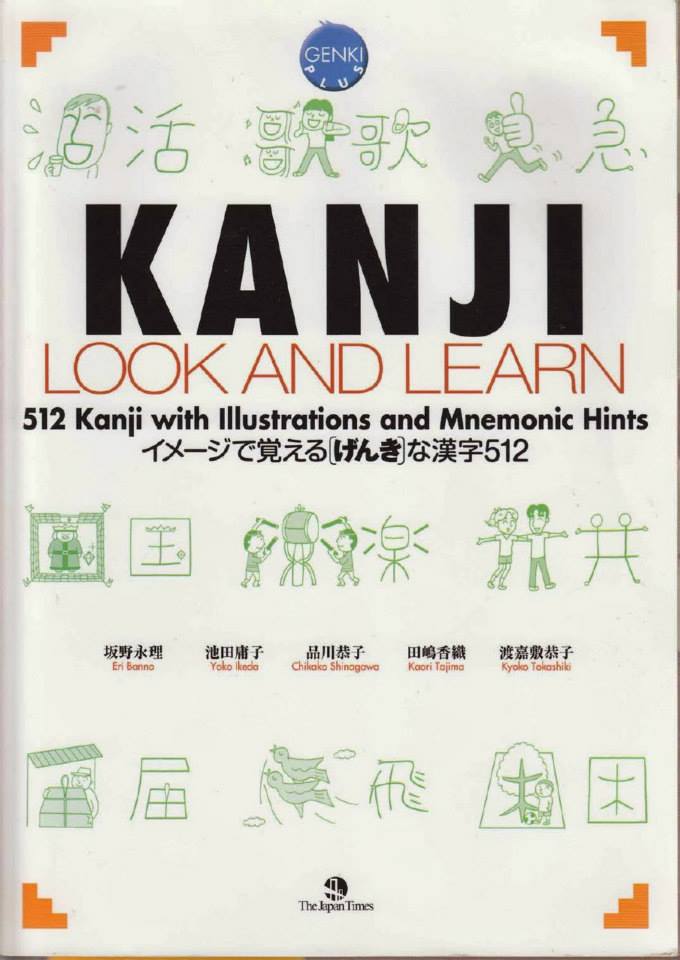 GENKI
PLUS
活 歌 急
KANJI
LOOK AND LEARN
512 Kanji with Illustrations and Mnemonic Hints
イメージで覚える[げんき]な漢字512
国 楽 共
坂野永理 池田庸子 品川恭子 田嶋香織 渡嘉敷恭子
Eri Banno Yoko Ikeda Chikako Shinagawa Kaori Tajima Kyoko Tokashiki
届 飛 困
The Japan Times